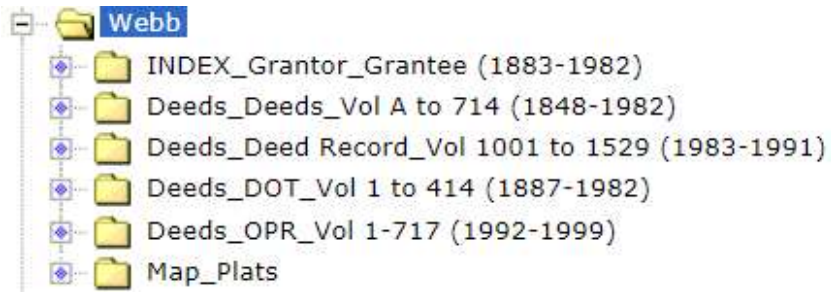 Webb
INDEX_Grantor_Grantee (1883-1982)
Deeds_Deeds_Vol A to 714 (1848-1982)
Deeds_Deed Record_Vol 1001 to 1529 (1983-1991)
Deeds_DOT_Vol 1 to 414 (1887-1982)
Deeds_OPR_Vol 1-717 (1992-1999)
Map_Plats